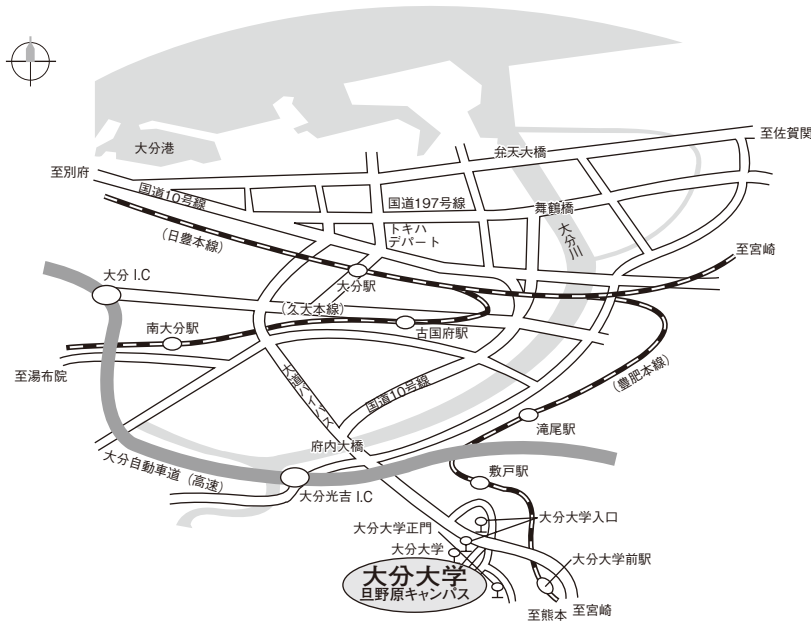 大分港
弁天大橋
至佐賀関
至別府
国道10号線
国道197号線
舞鶴橋
トキハ
デパート
大分川
(日豊本線)
至宮崎
大分 I.C
大分駅
(久大本線)
南大分駅
古国府駅
至湯布院
大道バイパス
国道10号線
(豊肥本線)
滝尾駅
府内大橋
大分自動車道 (高速)
敷戸駅
大分光吉 I.C
大分大学正門
大分大学入口
大分大学
大分大学前駅
大分大学
旦野原キャンパス
至熊本
至宮崎